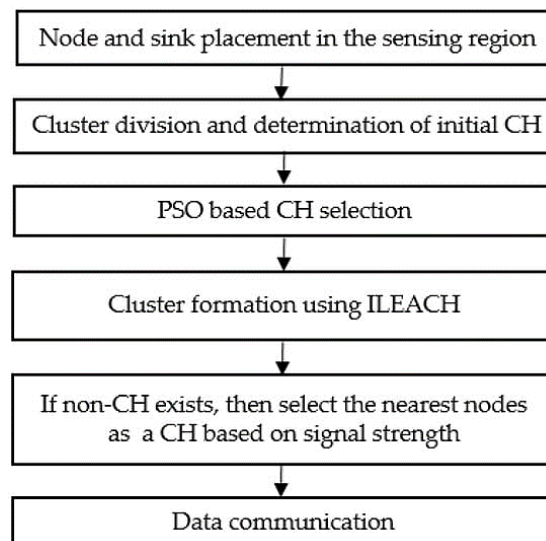 Node and sink placement in the sensing region
Cluster division and determination of initial CH
PSO based CH selection
Cluster formation using ILEACH
If non-CH exists, then select the nearest nodes
as a CH based on signal strength
Data communication